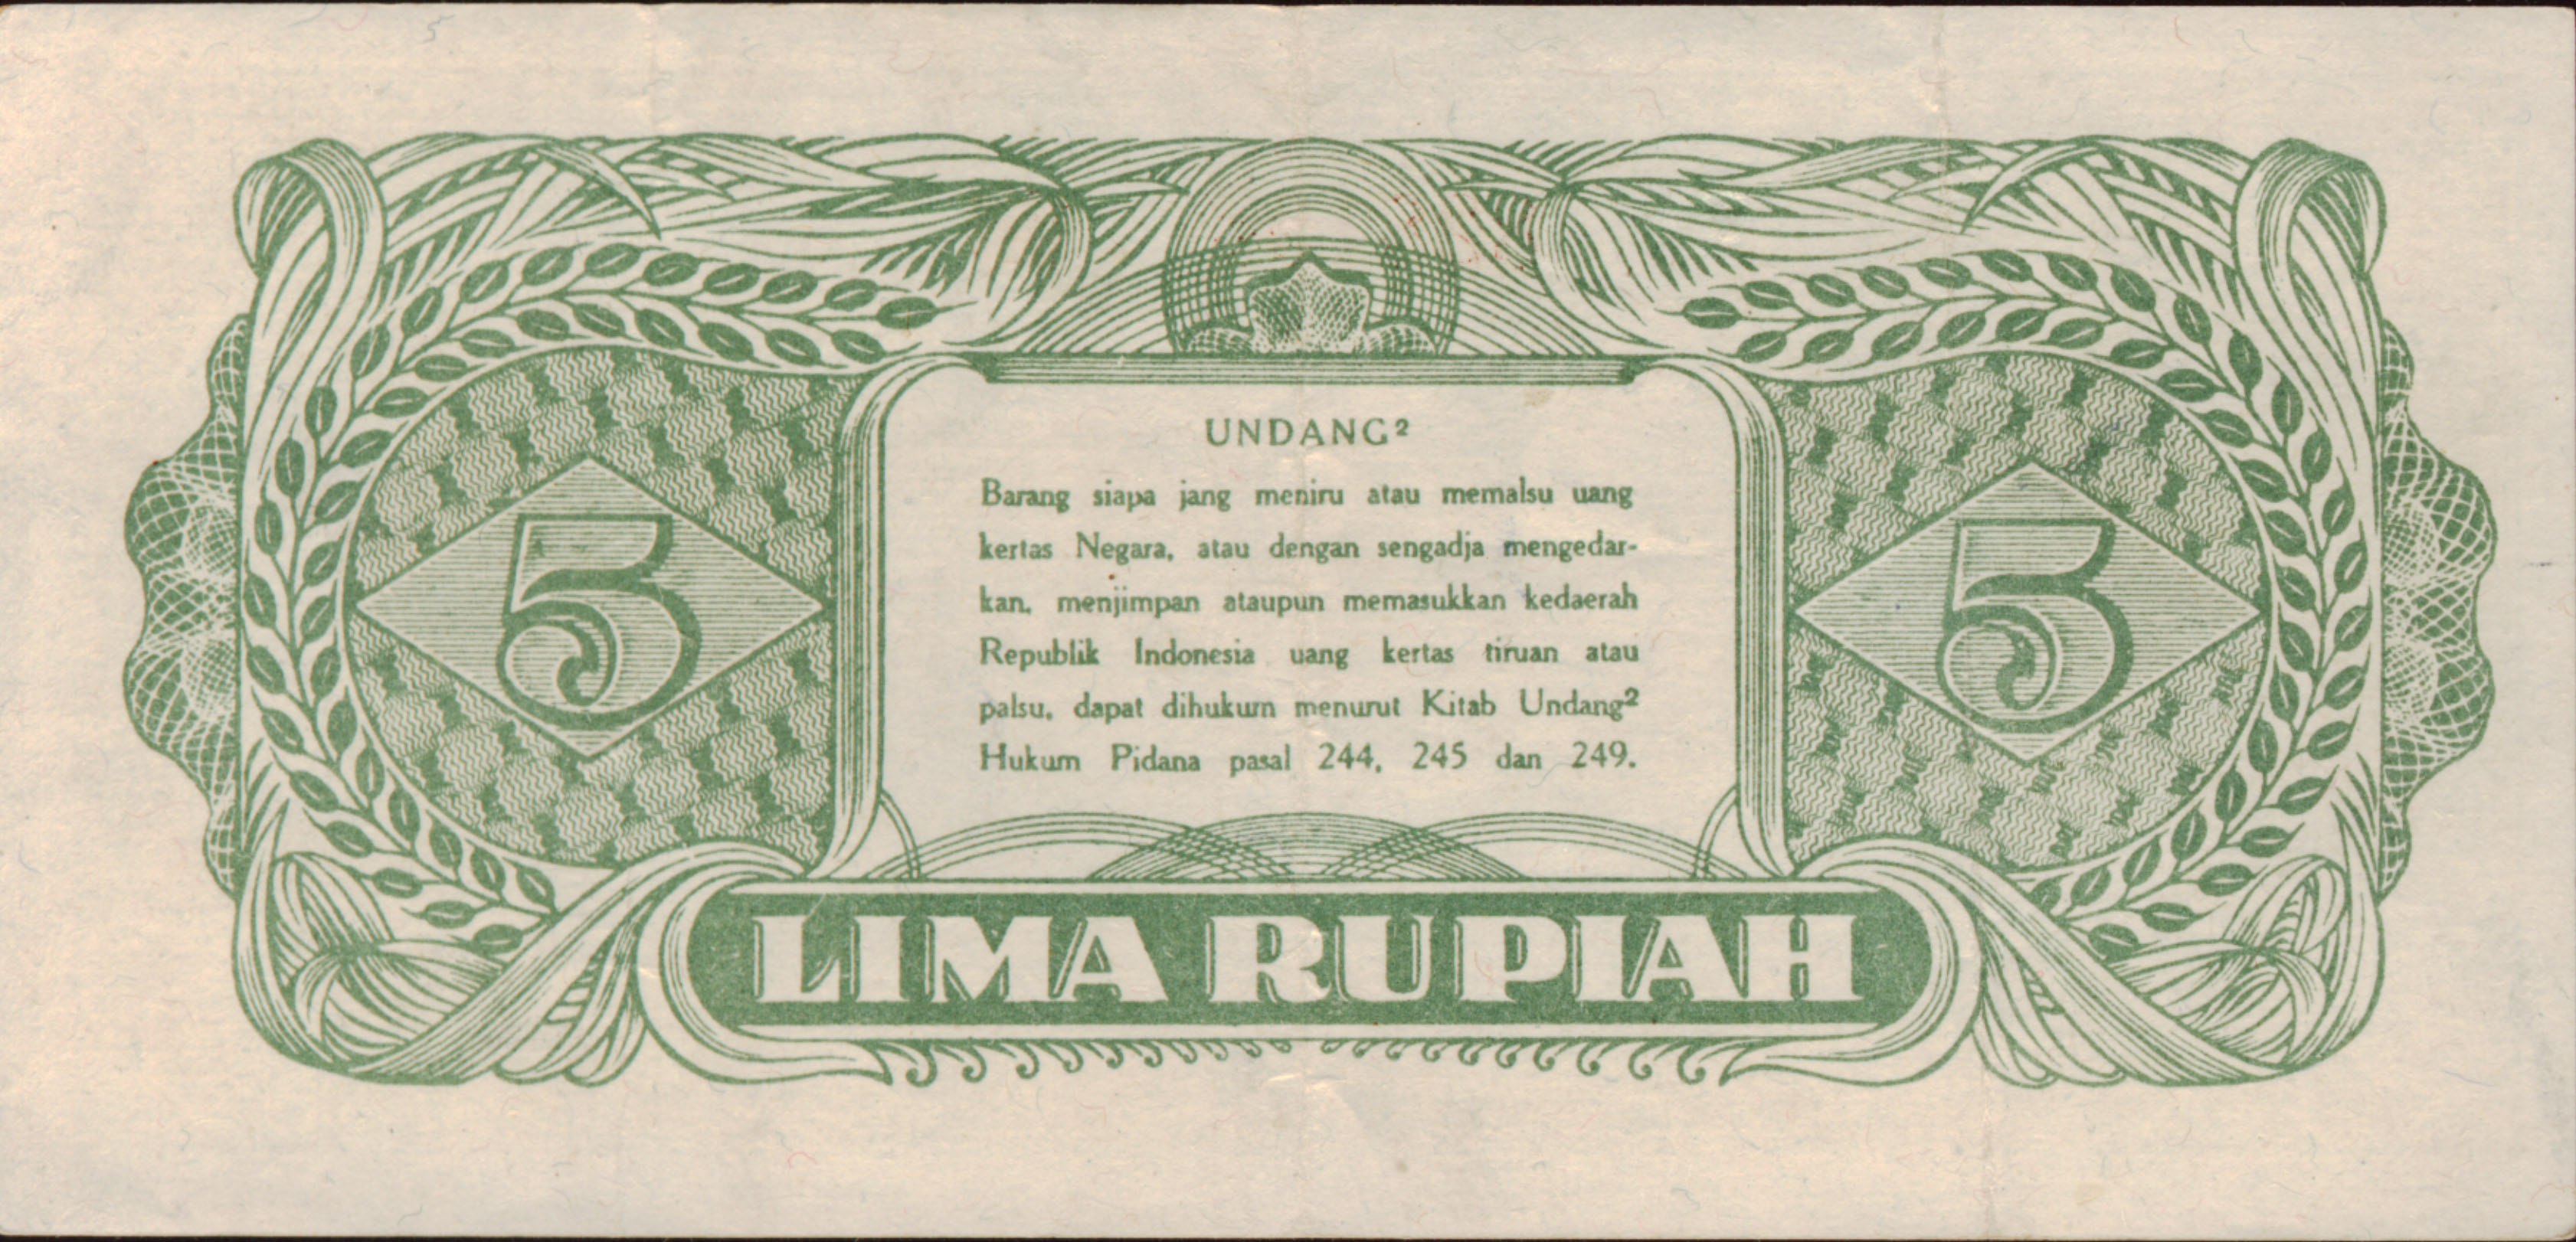 UNDANG²
Barang siapa jang meniru atau memalsu uang
kertas Negara, atau dengan sengadja mengedar-
kan, menjimpan ataupun memasukkan kedaerah
Republik Indonesia uang kertas tiruan atau
palsu, dapat dihukum menurut Kitab Undang²
Hukum Pidana pasal 244, 245 dan 249.
5
5
LIMA RUPIAH